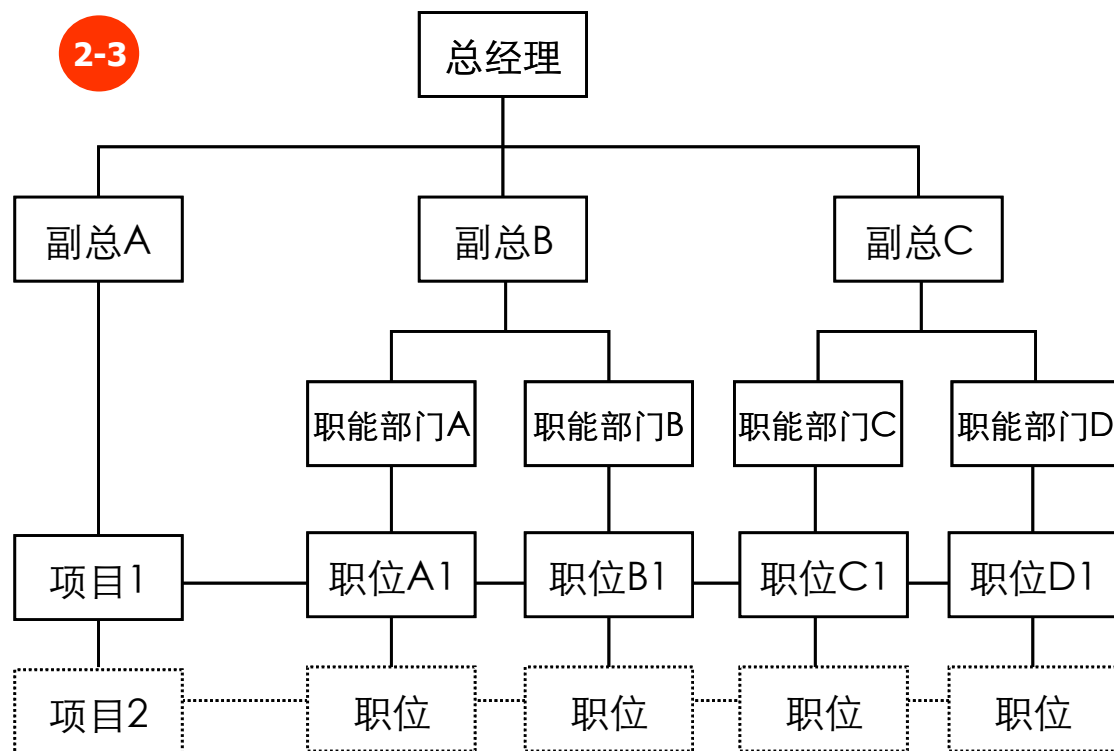 2-3
总经理
副总A
副总B
副总C
职能部门A
职能部门B
职能部门C
职能部门D
项目1
职位A1
职位B1
职位C1
职位D1
项目2
职位
职位
职位
职位